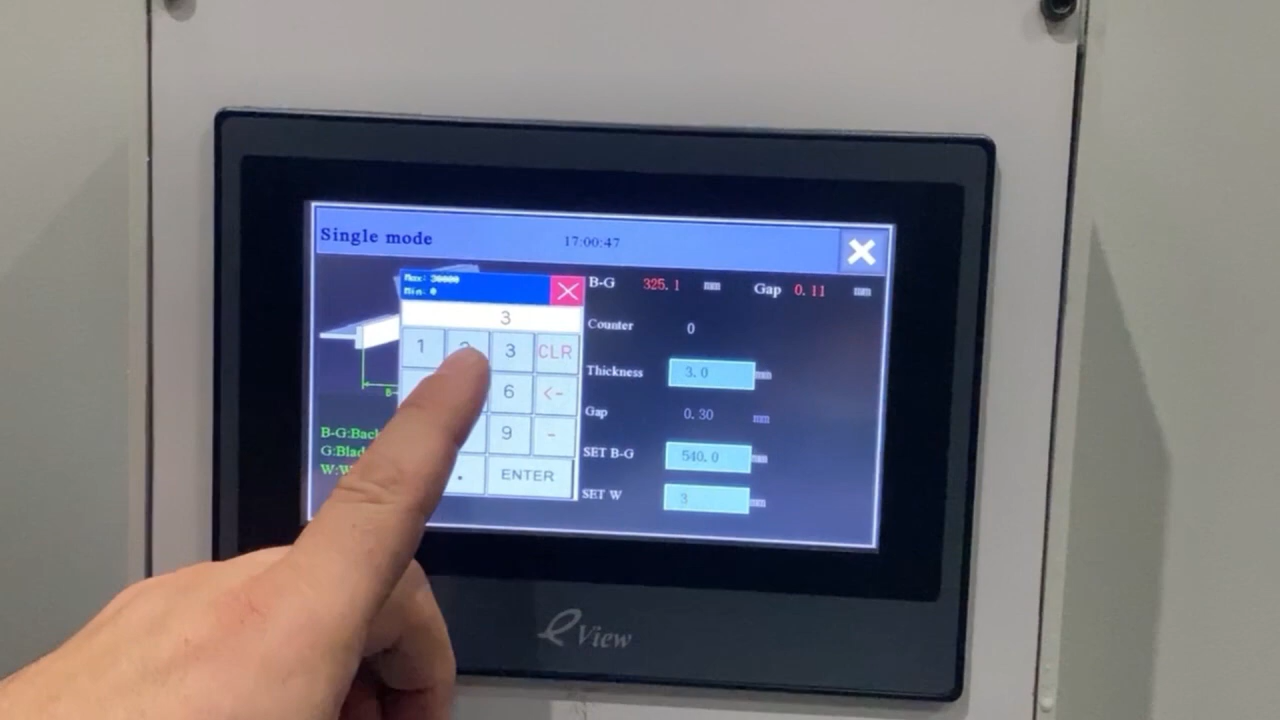 Single mode
17:00:47
Max: 30000
Min: 0
3
1 2 3 CLR
6 <-
9 -
. ENTER
B-G 325.1 mm Gap 0.11 mm
Counter 0
Thickness 3.0 mm
Gap 0.30 mm
SET B-G 540.0 mm
SET W 3 mm
B-
B-G:Back
G:Blad
W:W
eView